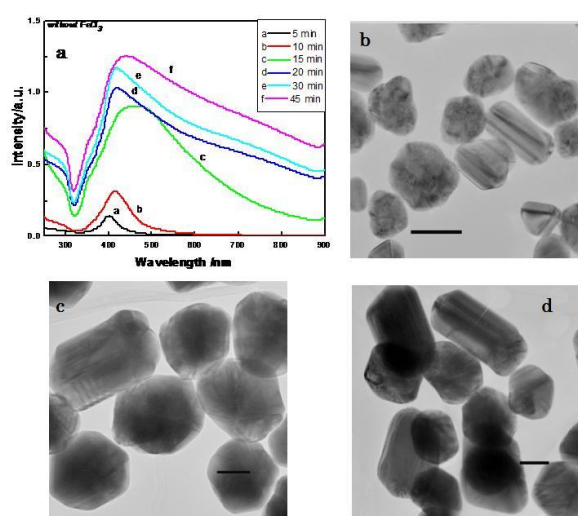 without FeCl3
a
a 5 min
b 10 min
c 15 min
d 20 min
e 30 min
f 45 min
f
e
d
c
b
a
Intensity/a.u.
1.5
1.0
0.5
0.0
300 400 500 600 700 800 900
Wavelength /nm
b
c
d